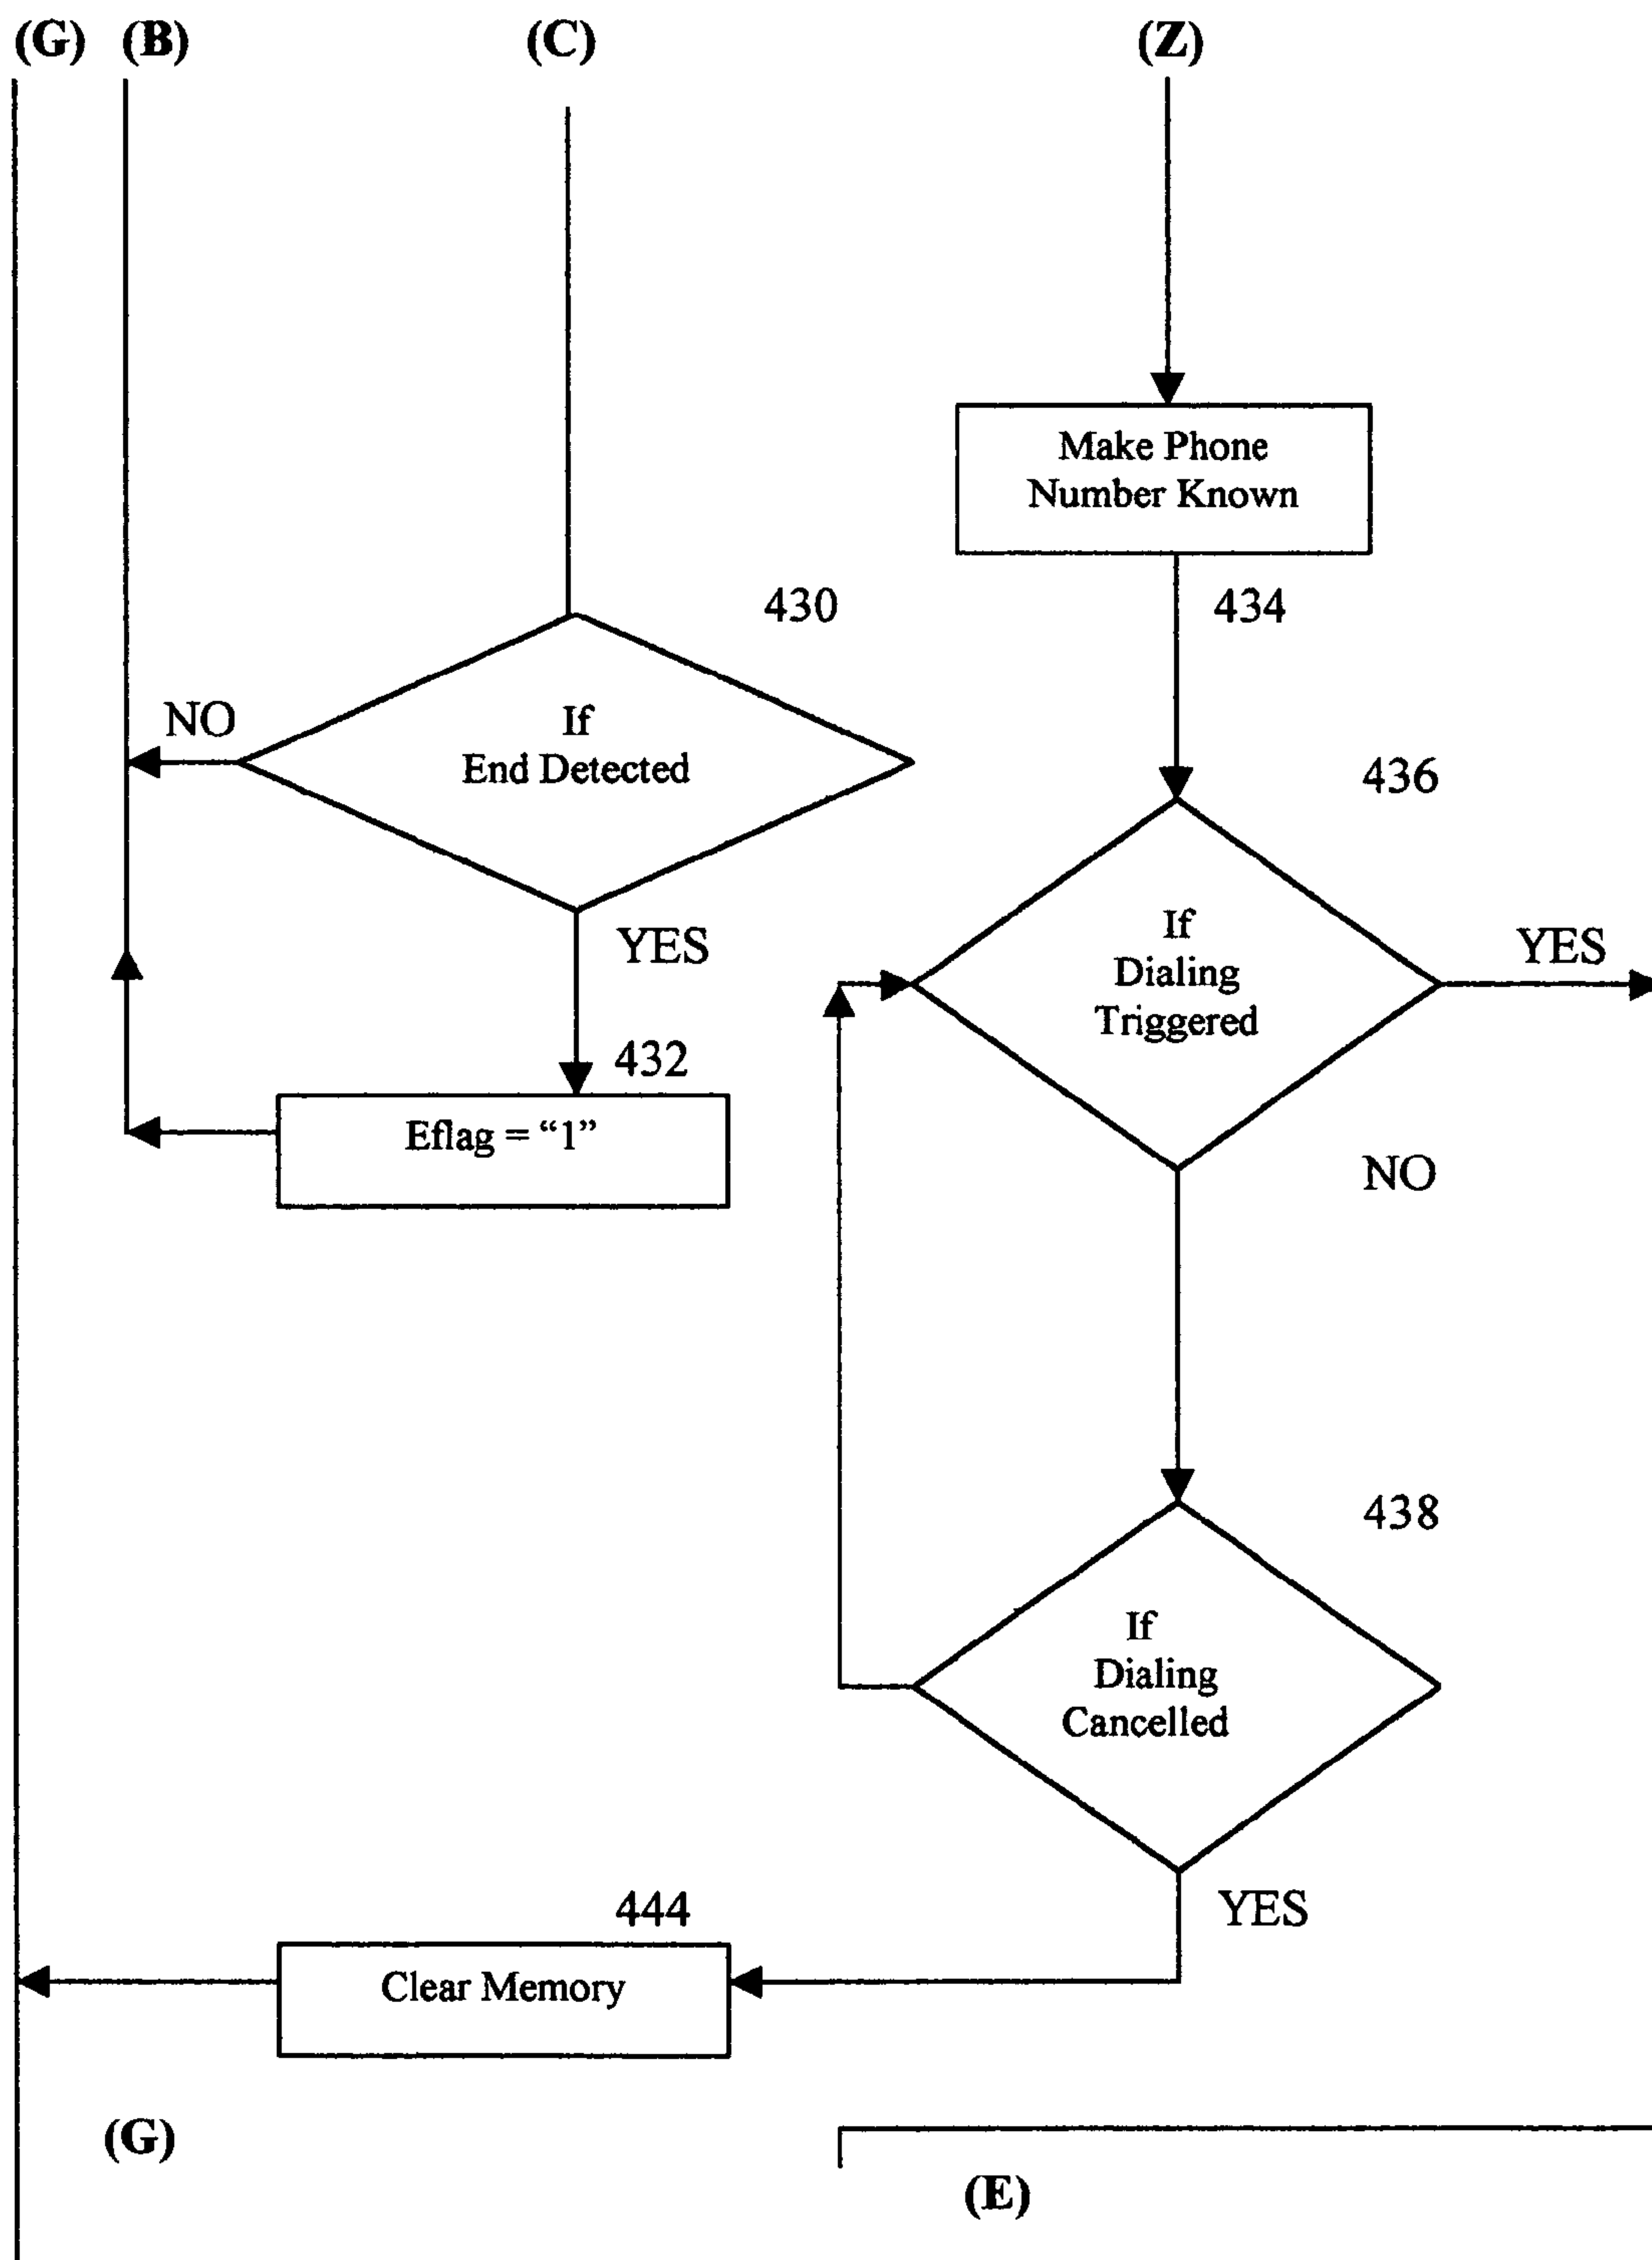 (G) (B) (C) (Z)
Make Phone
Number Known
430
434
NO
If
End Detected
436
YES
If
Dialing
Triggered
YES
432
Eflag = “1”
NO
438
If
Dialing
Cancelled
444
YES
Clear Memory
(G)
(E)